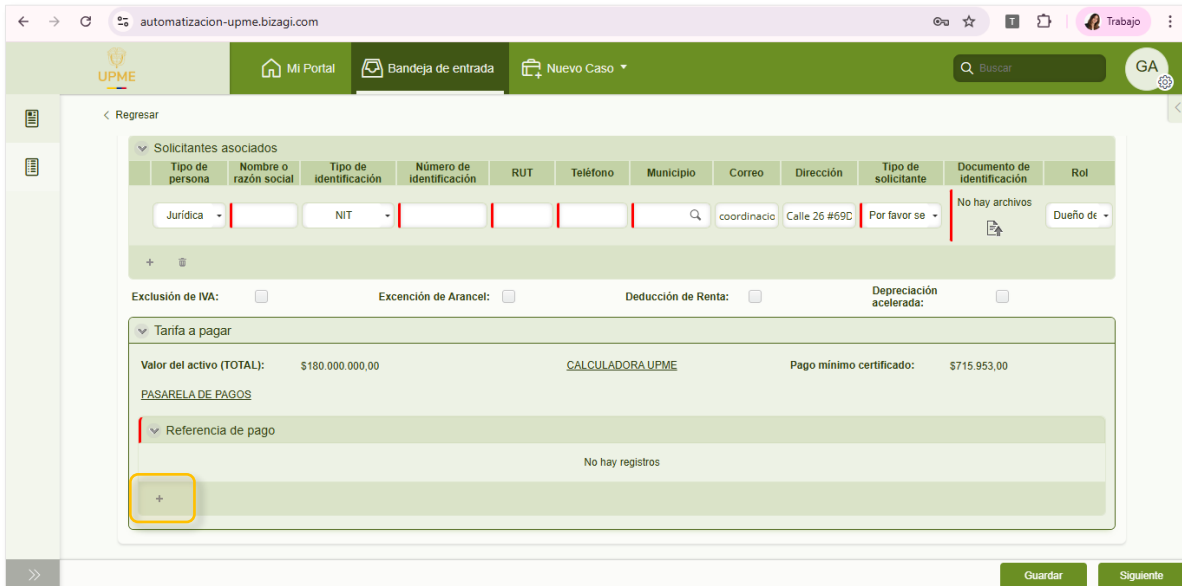 automatizacion-upme.bizagi.com
T
Trabajo
UPME
Mi Portal
Bandeja de entrada
Nuevo Caso
Buscar
GA
Regresar
Solicitantes asociados
Tipo de persona
Nombre o razón social
Tipo de identificación
Número de identificación
RUT
Teléfono
Municipio
Correo
Dirección
Tipo de solicitante
Documento de identificación
Rol
Jurídica
NIT
coordinacio
Calle 26 #69D
Por favor se
No hay archivos
Dueño de
Exclusión de IVA:
Excención de Arancel:
Deducción de Renta:
Depreciación acelerada:
Tarifa a pagar
Valor del activo (TOTAL):
$180.000.000,00
CALCULADORA UPME
Pago mínimo certificado:
$715.953,00
PASARELA DE PAGOS
Referencia de pago
No hay registros
+
Guardar
Siguiente